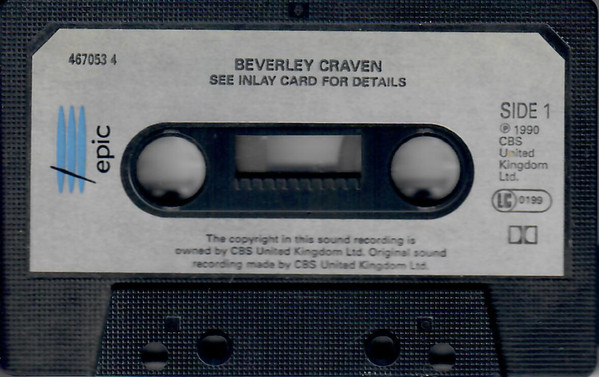 467053 4
BEVERLEY CRAVEN
SEE INLAY CARD FOR DETAILS
epic
SIDE 1
℗ 1990
CBS
United
Kingdom
Ltd.
LC 0199
The copyright in this sound recording is
owned by CBS United Kingdom Ltd. Original sound
recording made by CBS United Kingdom Ltd.